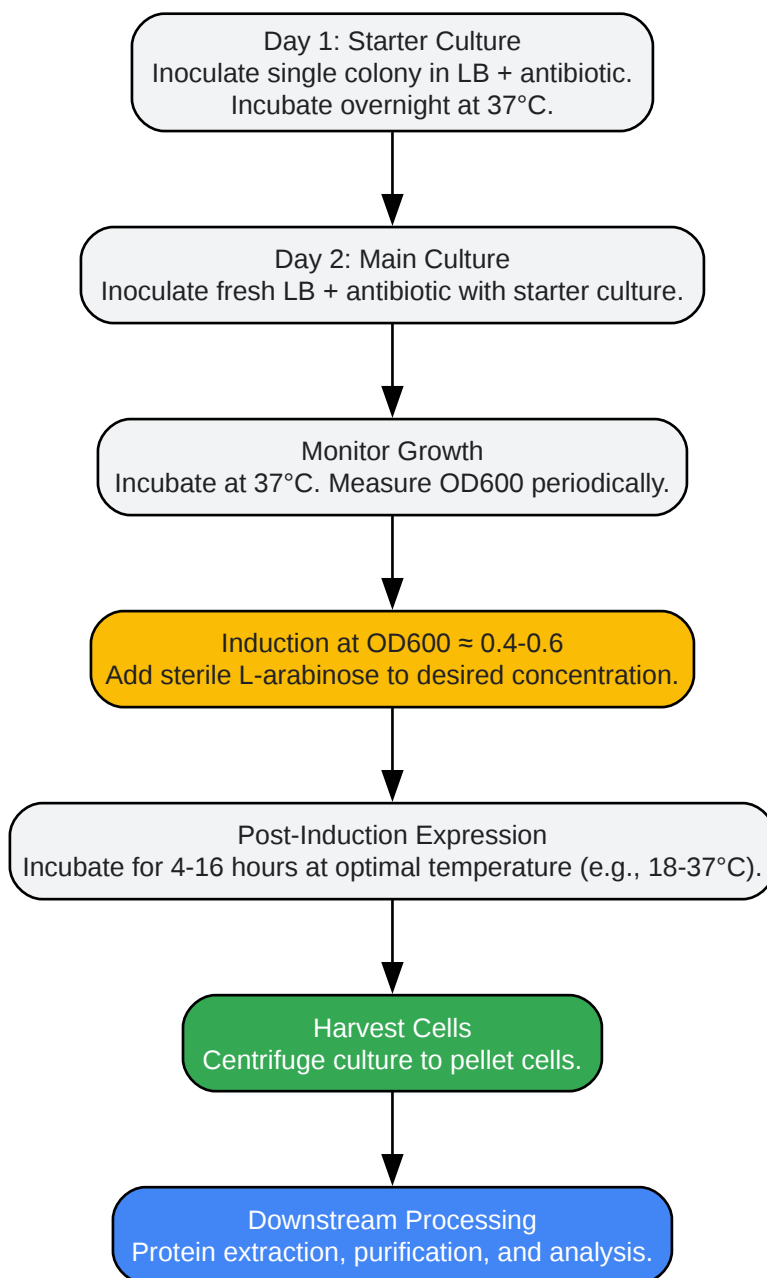 Day 1: Starter Culture
Inoculate single colony in LB + antibiotic.
Incubate overnight at 37°C.
Day 2: Main Culture
Inoculate fresh LB + antibiotic with starter culture.
Monitor Growth
Incubate at 37°C. Measure OD600 periodically.
Induction at OD600 ≈ 0.4-0.6
Add sterile L-arabinose to desired concentration.
Post-Induction Expression
Incubate for 4-16 hours at optimal temperature (e.g., 18-37°C).
Harvest Cells
Centrifuge culture to pellet cells.
Downstream Processing
Protein extraction, purification, and analysis.